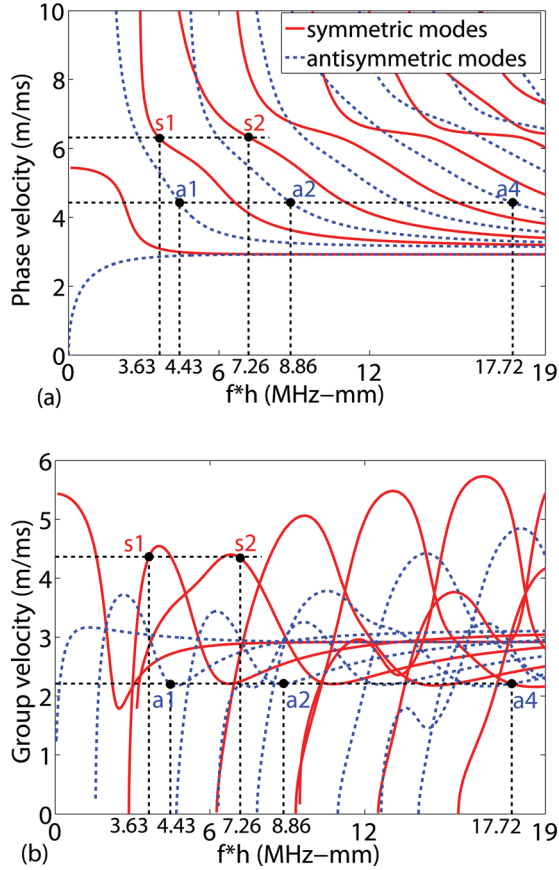 10
symmetric modes
antisymmetric modes
8
Phase velocity (m/ms)
s1
s2
6
a1
a2
a4
4
2
0
0
3.63
4.43
6
7.26
8.86
12
17.72
19
(a)
f*h (MHz−mm)
6
5
s1
s2
Group velocity (m/ms)
4
3
2
a1
a2
a4
1
0
0
3.63
4.43
6
7.26
8.86
12
17.72
19
(b)
f*h (MHz−mm)